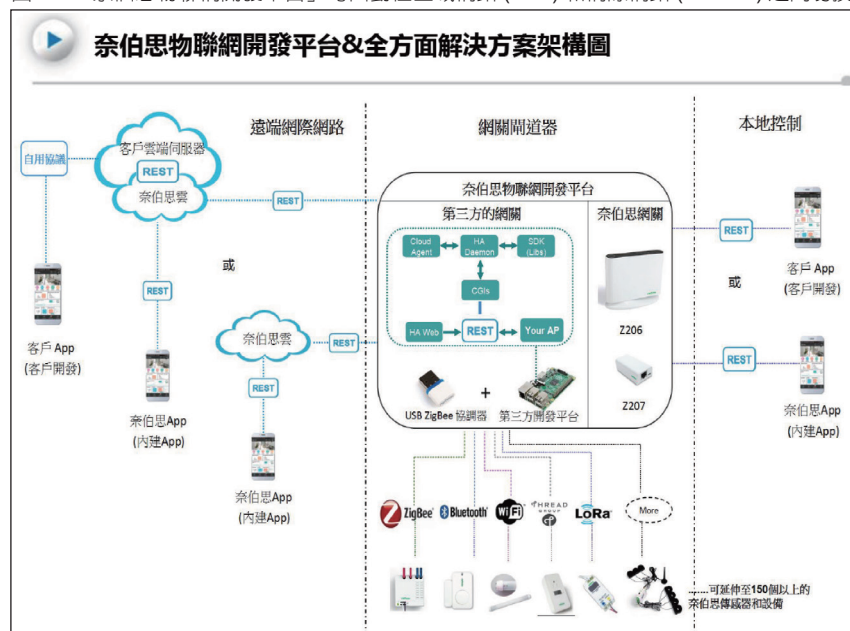 奈伯思物聯網開發平台&全方面解決方案架構圖
遠端網際網路
網關閘道器
本地控制
自用協議
客戶雲端伺服器
REST
奈伯思雲
REST
REST
或
客戶 App
(客戶開發)
奈伯思App
(內建App)
奈伯思雲
REST
REST
奈伯思App
(內建App)
奈伯思物聯網開發平台
第三方的網關
Cloud Agent
HA Daemon
SDK (Libs)
CGIs
HA Web
REST
Your AP
USB ZigBee 協調器
+
第三方開發平台
奈伯思網關
Z206
Z207
REST
客戶 App
(客戶開發)
或
REST
奈伯思App
(內建App)
ZigBee
Bluetooth
WiFi
THREAD
GROUP
LoRa
More
.......可延伸至150個以上的
奈伯思傳感器和設備